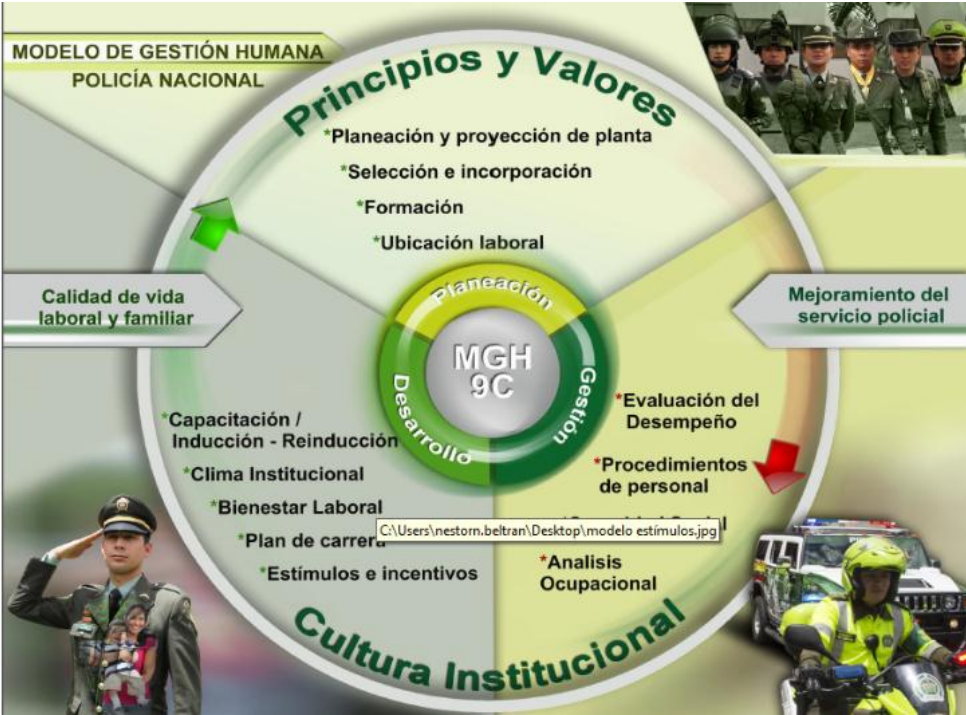 MODELO DE GESTIÓN HUMANA
POLICÍA NACIONAL
Principios y Valores
*Planeación y proyección de planta
*Selección e incorporación
*Formación
*Ubicación laboral
Calidad de vida
laboral y familiar
Mejoramiento del
servicio policial
Planeación
MGH
9C
Desarrollo
Gestión
*Capacitación /
Inducción - Reinducción
*Clima Institucional
*Bienestar Laboral
*Plan de carrera
*Estímulos e incentivos
*Evaluación del
Desempeño
*Procedimientos
de personal
C:\Users\nestorn.beltran\Desktop\modelo estímulos.jpg
*Analisis
Ocupacional
Cultura Institucional